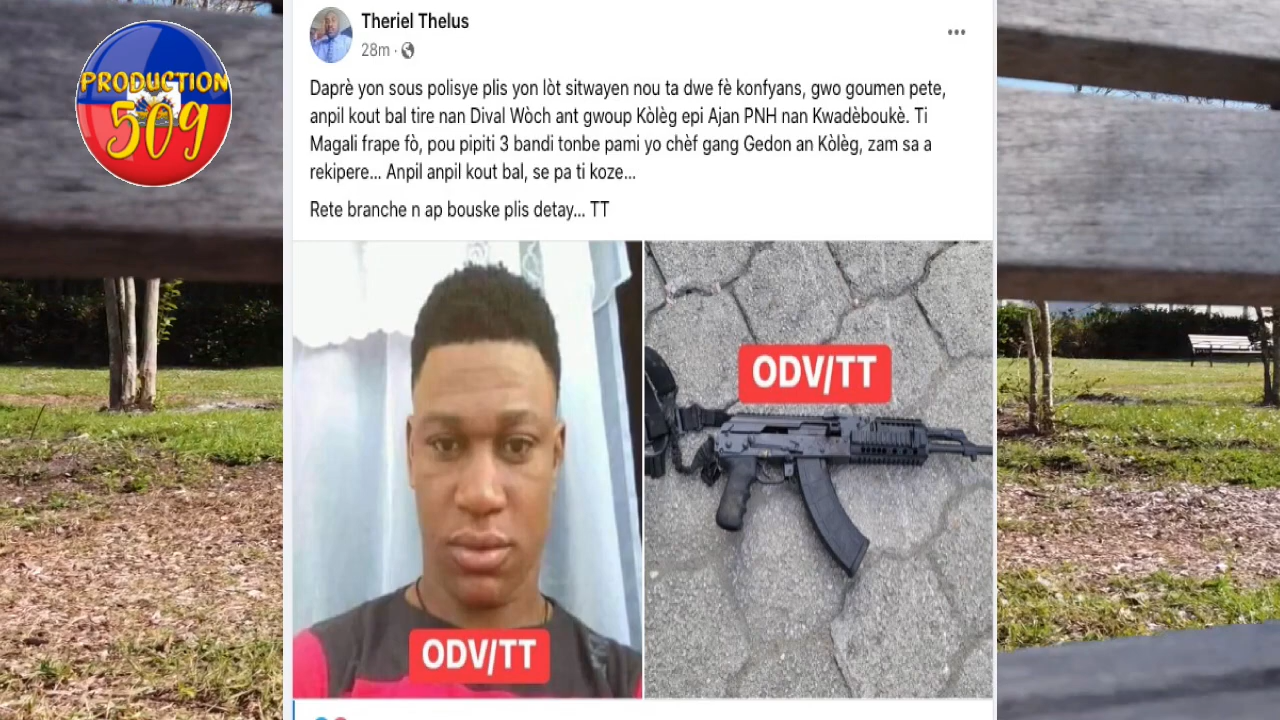 PRODUCTION
509
Theriel Thelus
28m ·
Daprè yon sous polisye plis yon lòt sitwayen nou ta dwe fè konfyans, gwo goumen pete,
anpil kout bal tire nan Dival Wòch ant gwoup Kòlèg epi Ajan PNH nan Kwadèboukè. Ti
Magali frape fò, pou pipiti 3 bandi tonbe pami yo chèf gang Gedon an Kòlèg, zam sa a
rekipere... Anpil anpil kout bal, se pa ti koze...
Rete branche n ap bouske plis detay... TT
ODV/TT
ODV/TT